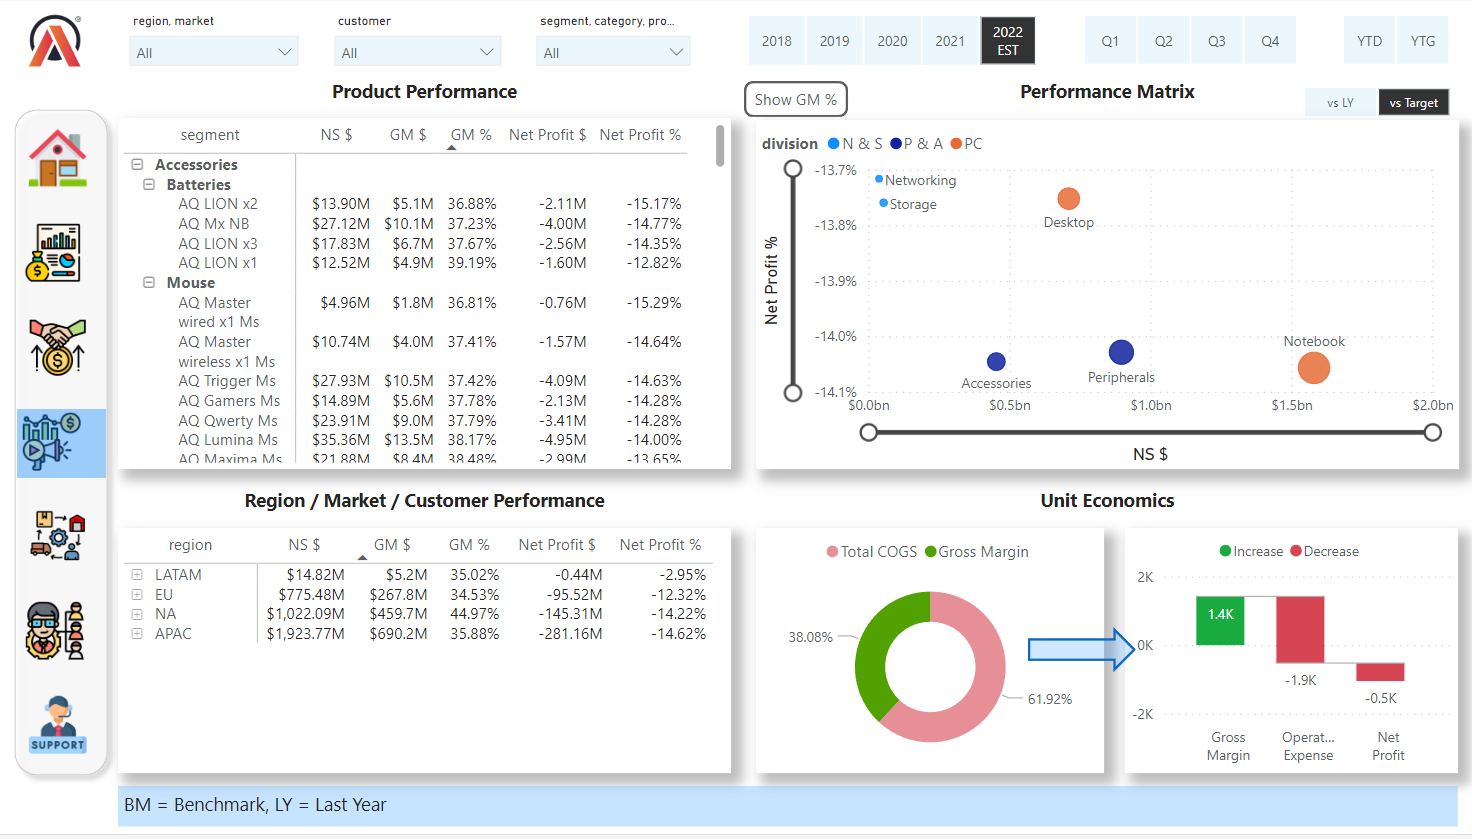 region, market
customer
segment, category, pro...
All
All
All
2018
2019
2020
2021
2022
EST
Q1
Q2
Q3
Q4
YTD
YTG
Product Performance
Show GM %
Performance Matrix
vs LY
vs Target
segment NS $ GM $ GM % Net Profit $ Net Profit %
Accessories
Batteries
AQ LION x2 $13.90M $5.1M 36.88% -2.11M -15.17%
AQ Mx NB $27.12M $10.1M 37.23% -4.00M -14.77%
AQ LION x3 $17.83M $6.7M 37.67% -2.56M -14.35%
AQ LION x1 $12.52M $4.9M 39.19% -1.60M -12.82%
Mouse
AQ Master $4.96M $1.8M 36.81% -0.76M -15.29%
wired x1 Ms
AQ Master $10.74M $4.0M 37.41% -1.57M -14.64%
wireless x1 Ms
AQ Trigger Ms $27.93M $10.5M 37.42% -4.09M -14.63%
AQ Gamers Ms $14.89M $5.6M 37.78% -2.13M -14.28%
AQ Qwerty Ms $23.91M $9.0M 37.79% -3.41M -14.28%
AQ Lumina Ms $35.36M $13.5M 38.17% -4.95M -14.00%
AQ Maxima Ms $21.88M $8.4M 38.48% -2.99M -13.65%
division N & S P & A PC
-13.7%
-13.8%
-13.9%
-14.0%
-14.1%
Net Profit %
Networking
Storage
Desktop
Notebook
Accessories
Peripherals
$0.0bn $0.5bn $1.0bn $1.5bn $2.0bn
NS $
Region / Market / Customer Performance
region NS $ GM $ GM % Net Profit $ Net Profit %
LATAM $14.82M $5.2M 35.02% -0.44M -2.95%
EU $775.48M $267.8M 34.53% -95.52M -12.32%
NA $1,022.09M $459.7M 44.97% -145.31M -14.22%
APAC $1,923.77M $690.2M 35.88% -281.16M -14.62%
Unit Economics
Total COGS Gross Margin
38.08%
61.92%
Increase Decrease
2K
0K
-2K
1.4K
-1.9K
-0.5K
Gross
Margin
Operat...
Expense
Net
Profit
SUPPORT
BM = Benchmark, LY = Last Year